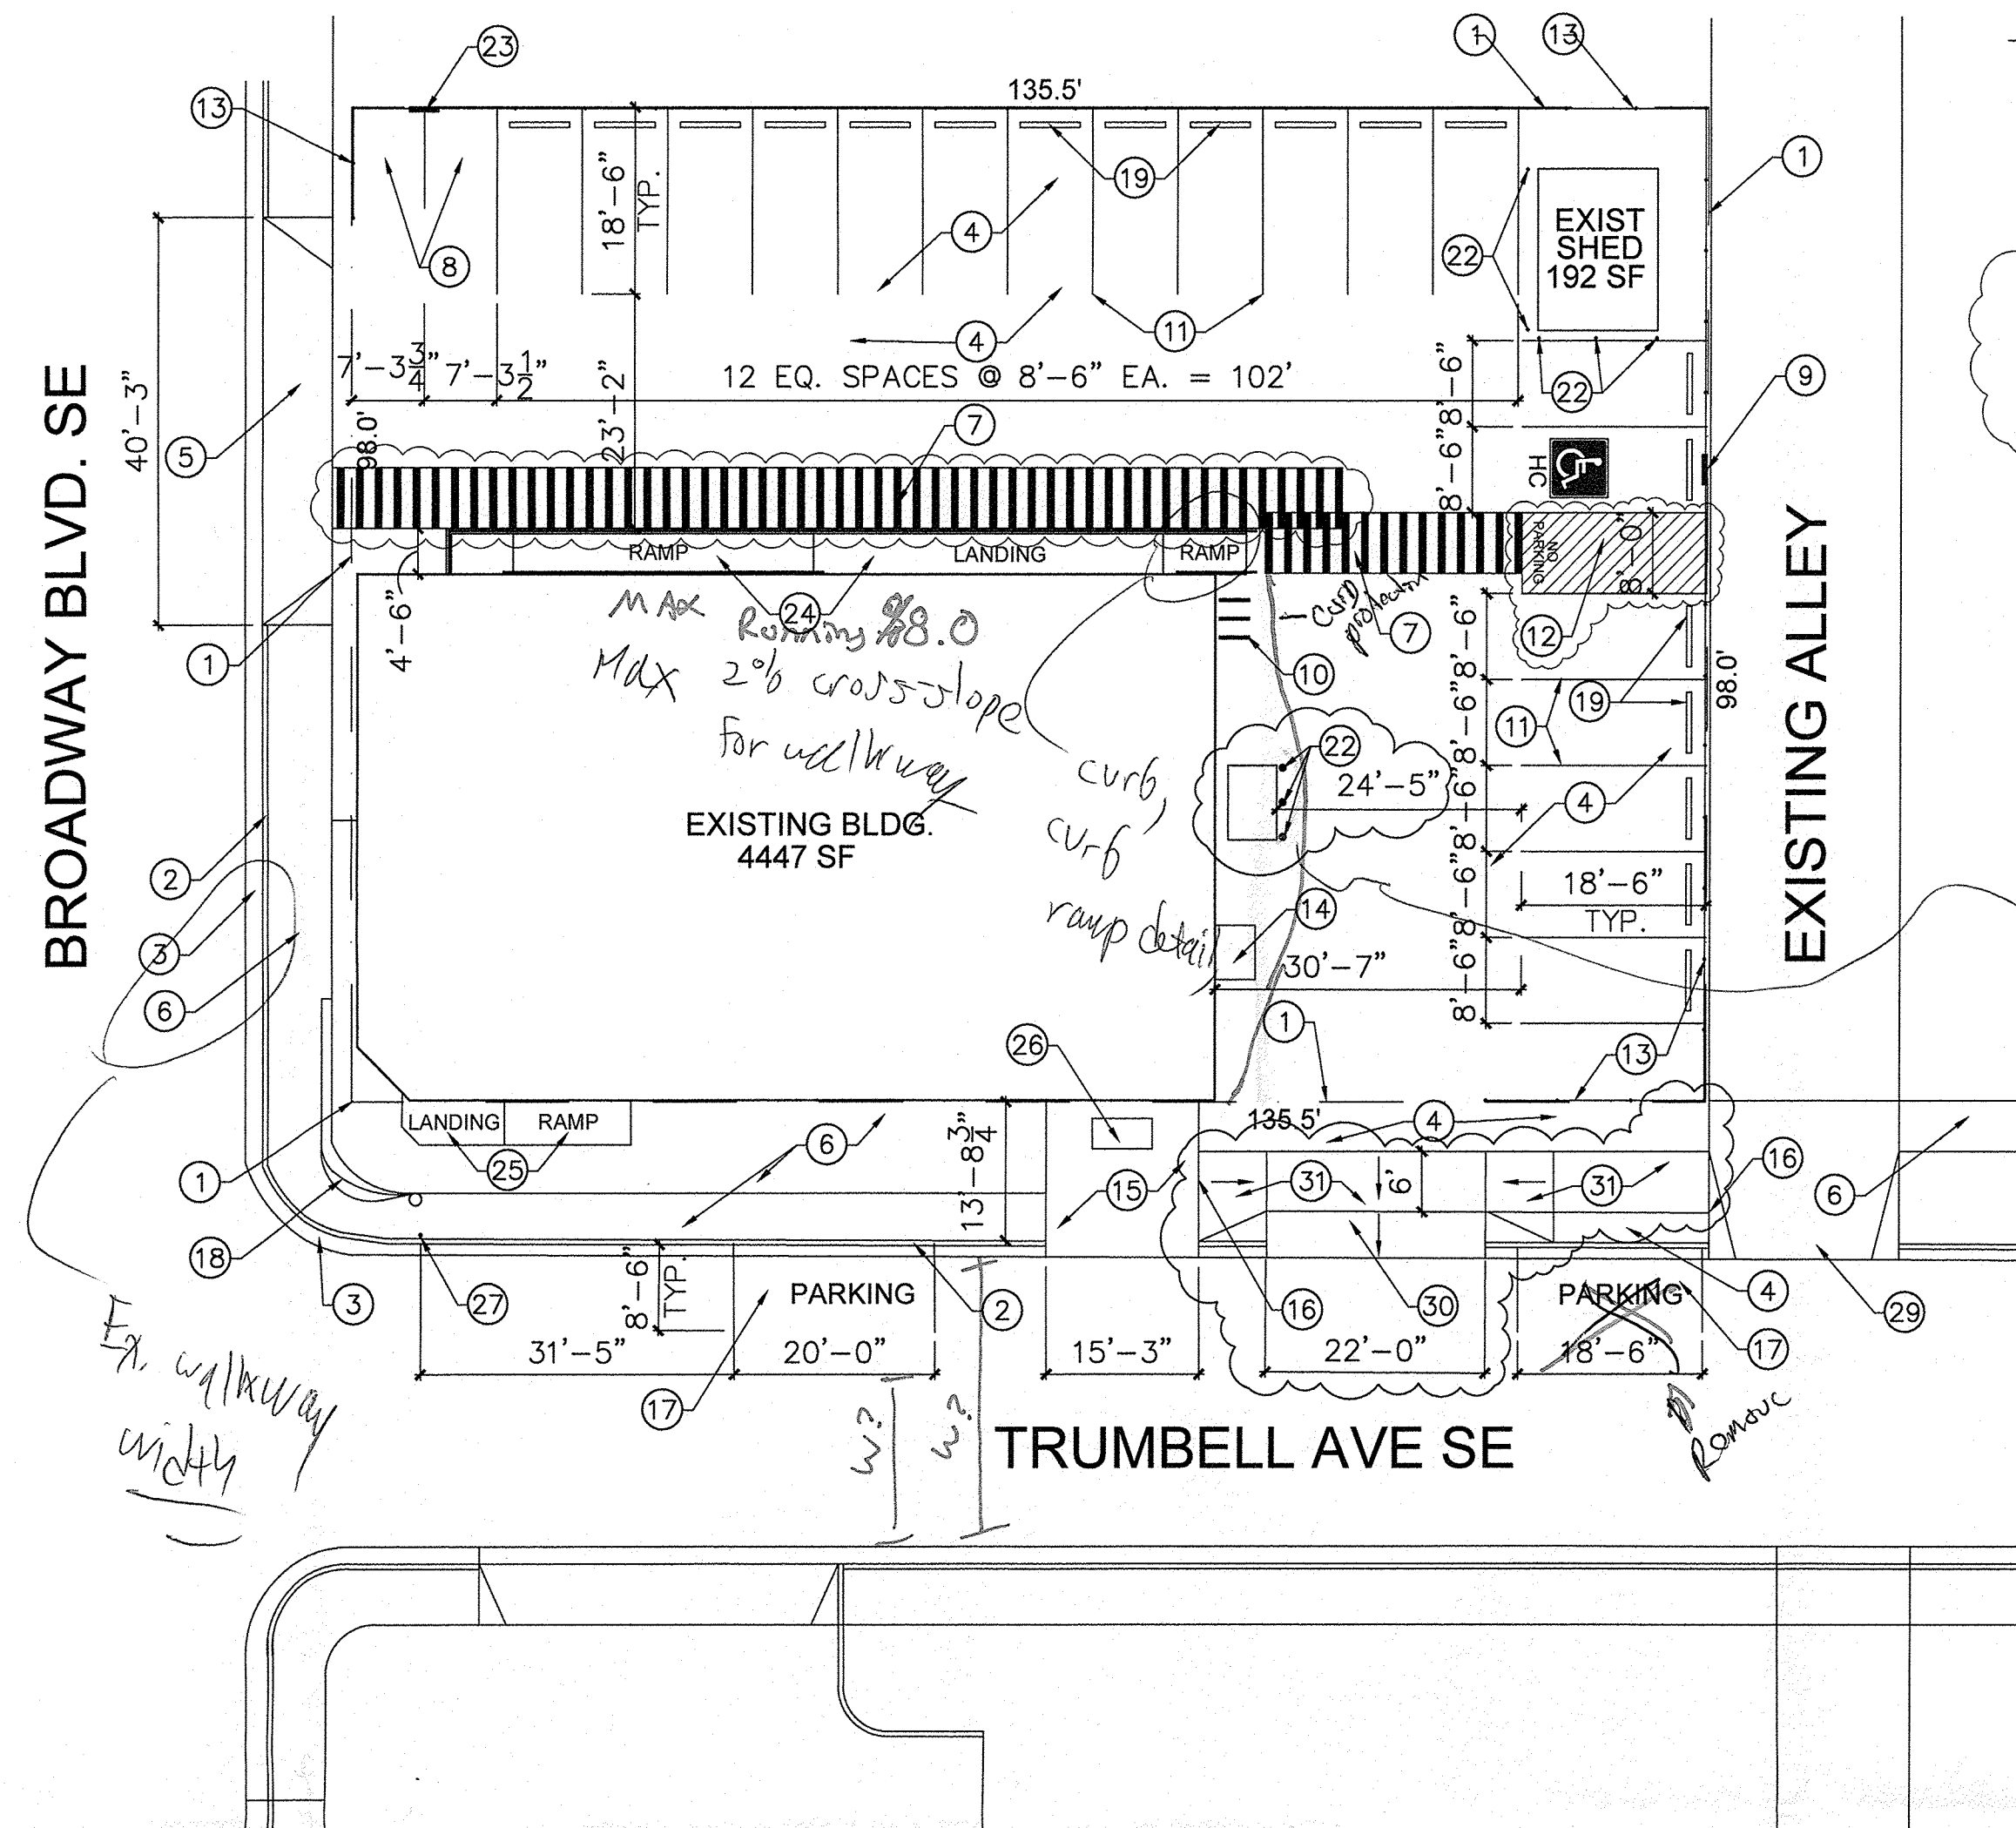 23
1
13
135.5'
13
1
19
18'-6"
TYP.
4
8
22
EXIST
SHED
192 SF
4
11
7'-3 3/4"
7'-3 1/2"
12 EQ. SPACES @ 8'-6" EA. = 102'
8'-6"
22
9
40'-3"
5
98.0'
23'-2"
7
8'-6"
HC
BROADWAY BLVD. SE
RAMP
LANDING
RAMP
NO
PARKING
8'-0"
4'-6"
MAX
24
Running 8.0
Max 2% cross-slope
for walkway
curb
protection
7
12
8'-6"
1
10
19
98.0'
EXISTING ALLEY
8'-6"
11
22
24'-5"
curb,
curb
ramp detail
EXISTING BLDG.
4447 SF
8'-6"
4
2
3
6
14
30'-7"
8'-6"
18'-6"
TYP.
8'-6"
1
13
26
LANDING
RAMP
25
6
13'-8 3/4"
135.5'
4
1
15
31
6'
31
16
6
18
3
27
8'-6"
TYP.
PARKING
2
16
30
PARKING
4
29
31'-5"
20'-0"
15'-3"
22'-0"
18'-6"
17
17
Ex. walkway
width
W?
W?
TRUMBELL AVE SE
Remove